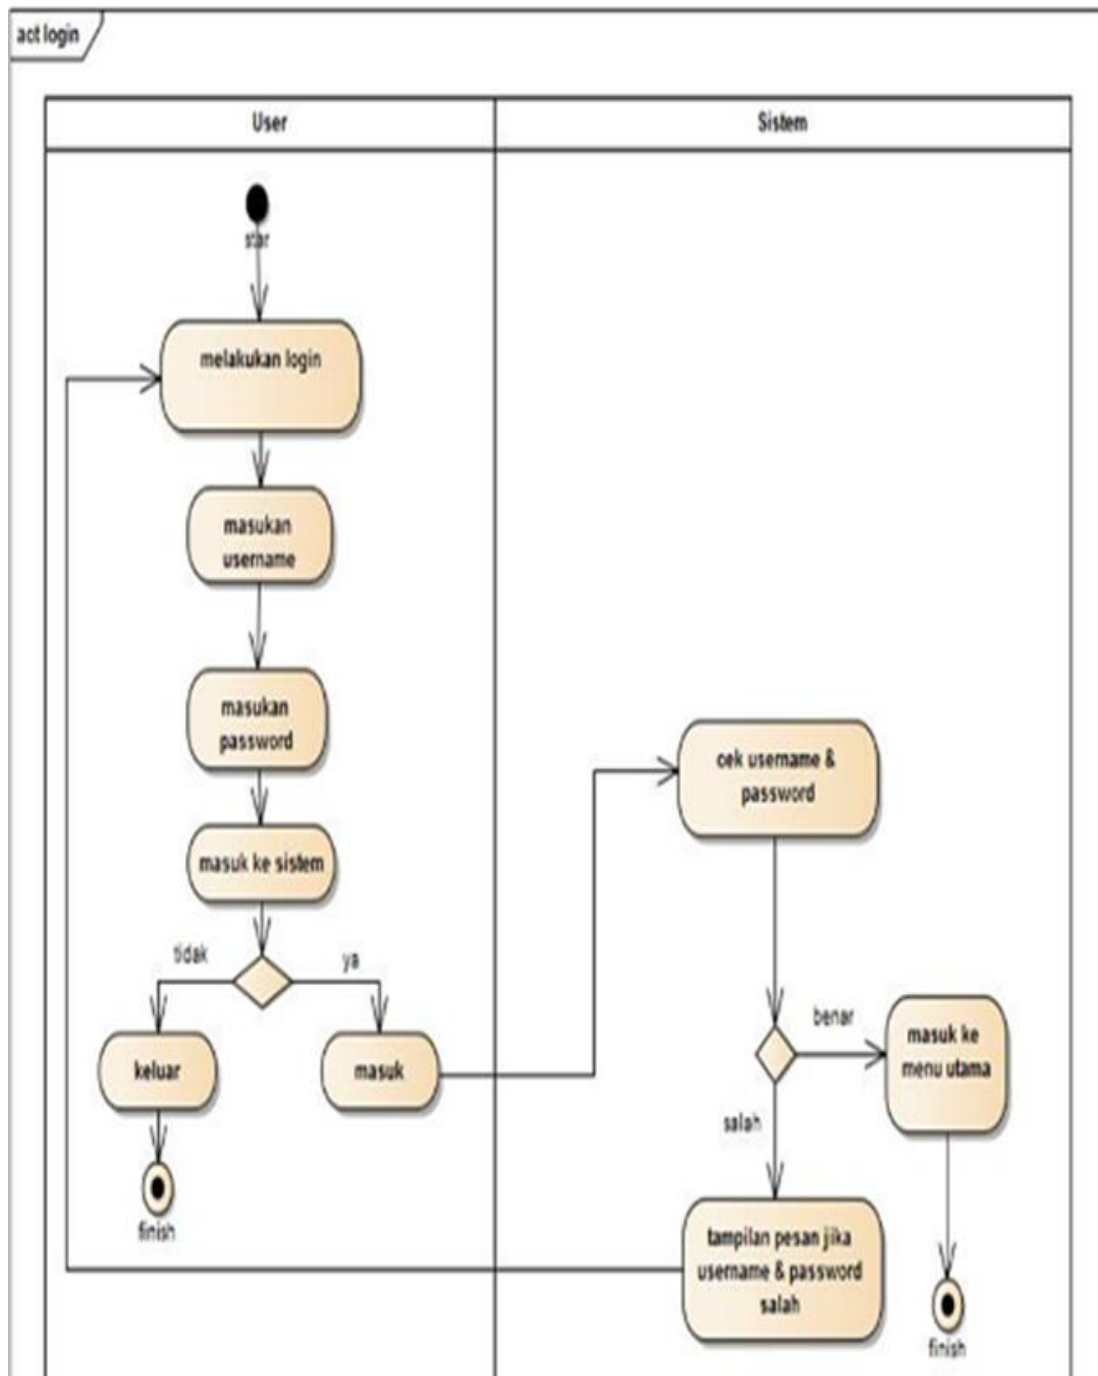 act login
User
Sistem
star
melakukan login
masukan
username
masukan
password
masuk ke sistem
tidak
ya
keluar
masuk
finish
cek username &
password
benar
masuk ke
menu utama
salah
tampilan pesan jika
username & password
salah
finish